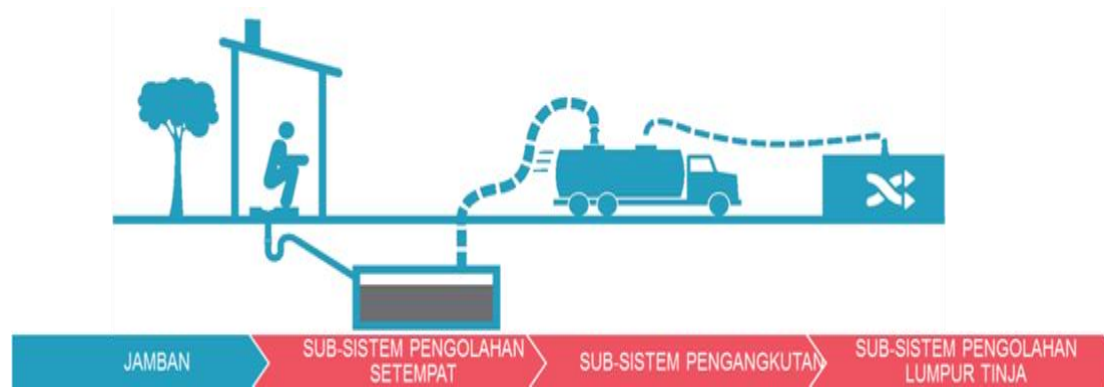 JAMBAN
SUB-SISTEM PENGOLAHAN
SETEMPAT
SUB-SISTEM PENGANGKUTAN
SUB-SISTEM PENGOLAHAN
LUMPUR TINJA